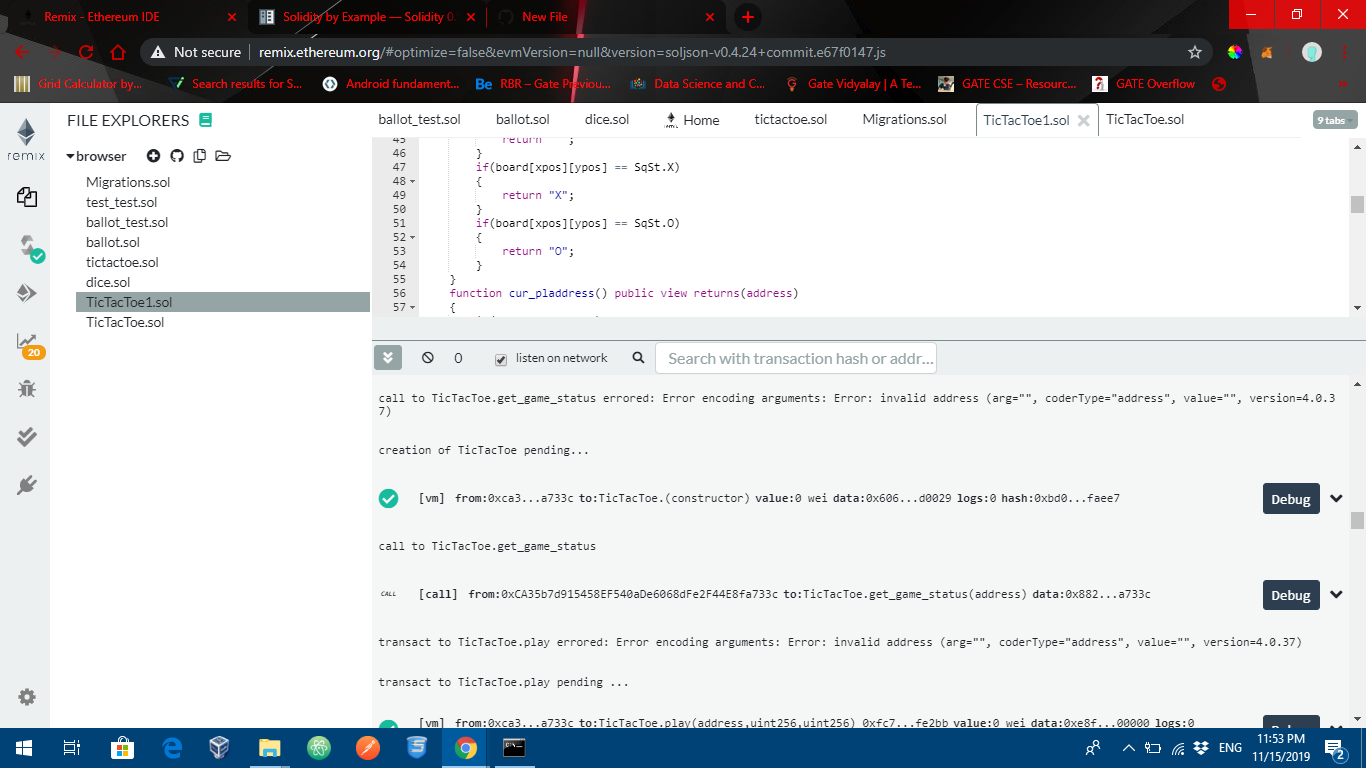 Remix - Ethereum IDE
Solidity by Example — Solidity 0.
New File
Not secure | remix.ethereum.org/#optimize=false&evmVersion=null&version=soljson-v0.4.24+commit.e67f0147.js
Grid Calculator by...
Search results for S...
Android fundament...
Be RBR – Gate Previou...
Data Science and C...
Gate Vidyalay | A Te...
GATE CSE – Resourc...
GATE Overflow
»
remix
FILE EXPLORERS
browser
Migrations.sol
test_test.sol
ballot_test.sol
ballot.sol
tictactoe.sol
dice.sol
TicTacToe1.sol
TicTacToe.sol
20
ballot_test.sol
ballot.sol
dice.sol
Home
tictactoe.sol
Migrations.sol
TicTacToe1.sol
TicTacToe.sol
9 tabs
45 return
46 }
47 if(board[xpos][ypos] == SqSt.X)
48 {
49 return "X";
50 }
51 if(board[xpos][ypos] == SqSt.O)
52 {
53 return "O";
54 }
55 }
56 function cur_pladdress() public view returns(address)
57 {
0
listen on network
Search with transaction hash or addr...
call to TicTacToe.get_game_status errored: Error encoding arguments: Error: invalid address (arg="", coderType="address", value="", version=4.0.3
7)
creation of TicTacToe pending...
[vm] from:0xca3...a733c to:TicTacToe.(constructor) value:0 wei data:0x606...d0029 logs:0 hash:0xbd0...faee7
Debug
call to TicTacToe.get_game_status
CALL [call] from:0xCA35b7d915458EF540aDe6068dFe2F44E8fa733c to:TicTacToe.get_game_status(address) data:0x882...a733c
Debug
transact to TicTacToe.play errored: Error encoding arguments: Error: invalid address (arg="", coderType="address", value="", version=4.0.37)
transact to TicTacToe.play pending ...
[vm] from:0xca3...a733c to:TicTacToe.play(address,uint256,uint256) 0xfc7...fe2bb value:0 wei data:0xe8f...00000 logs:0
ENG
11:53 PM
11/15/2019
2